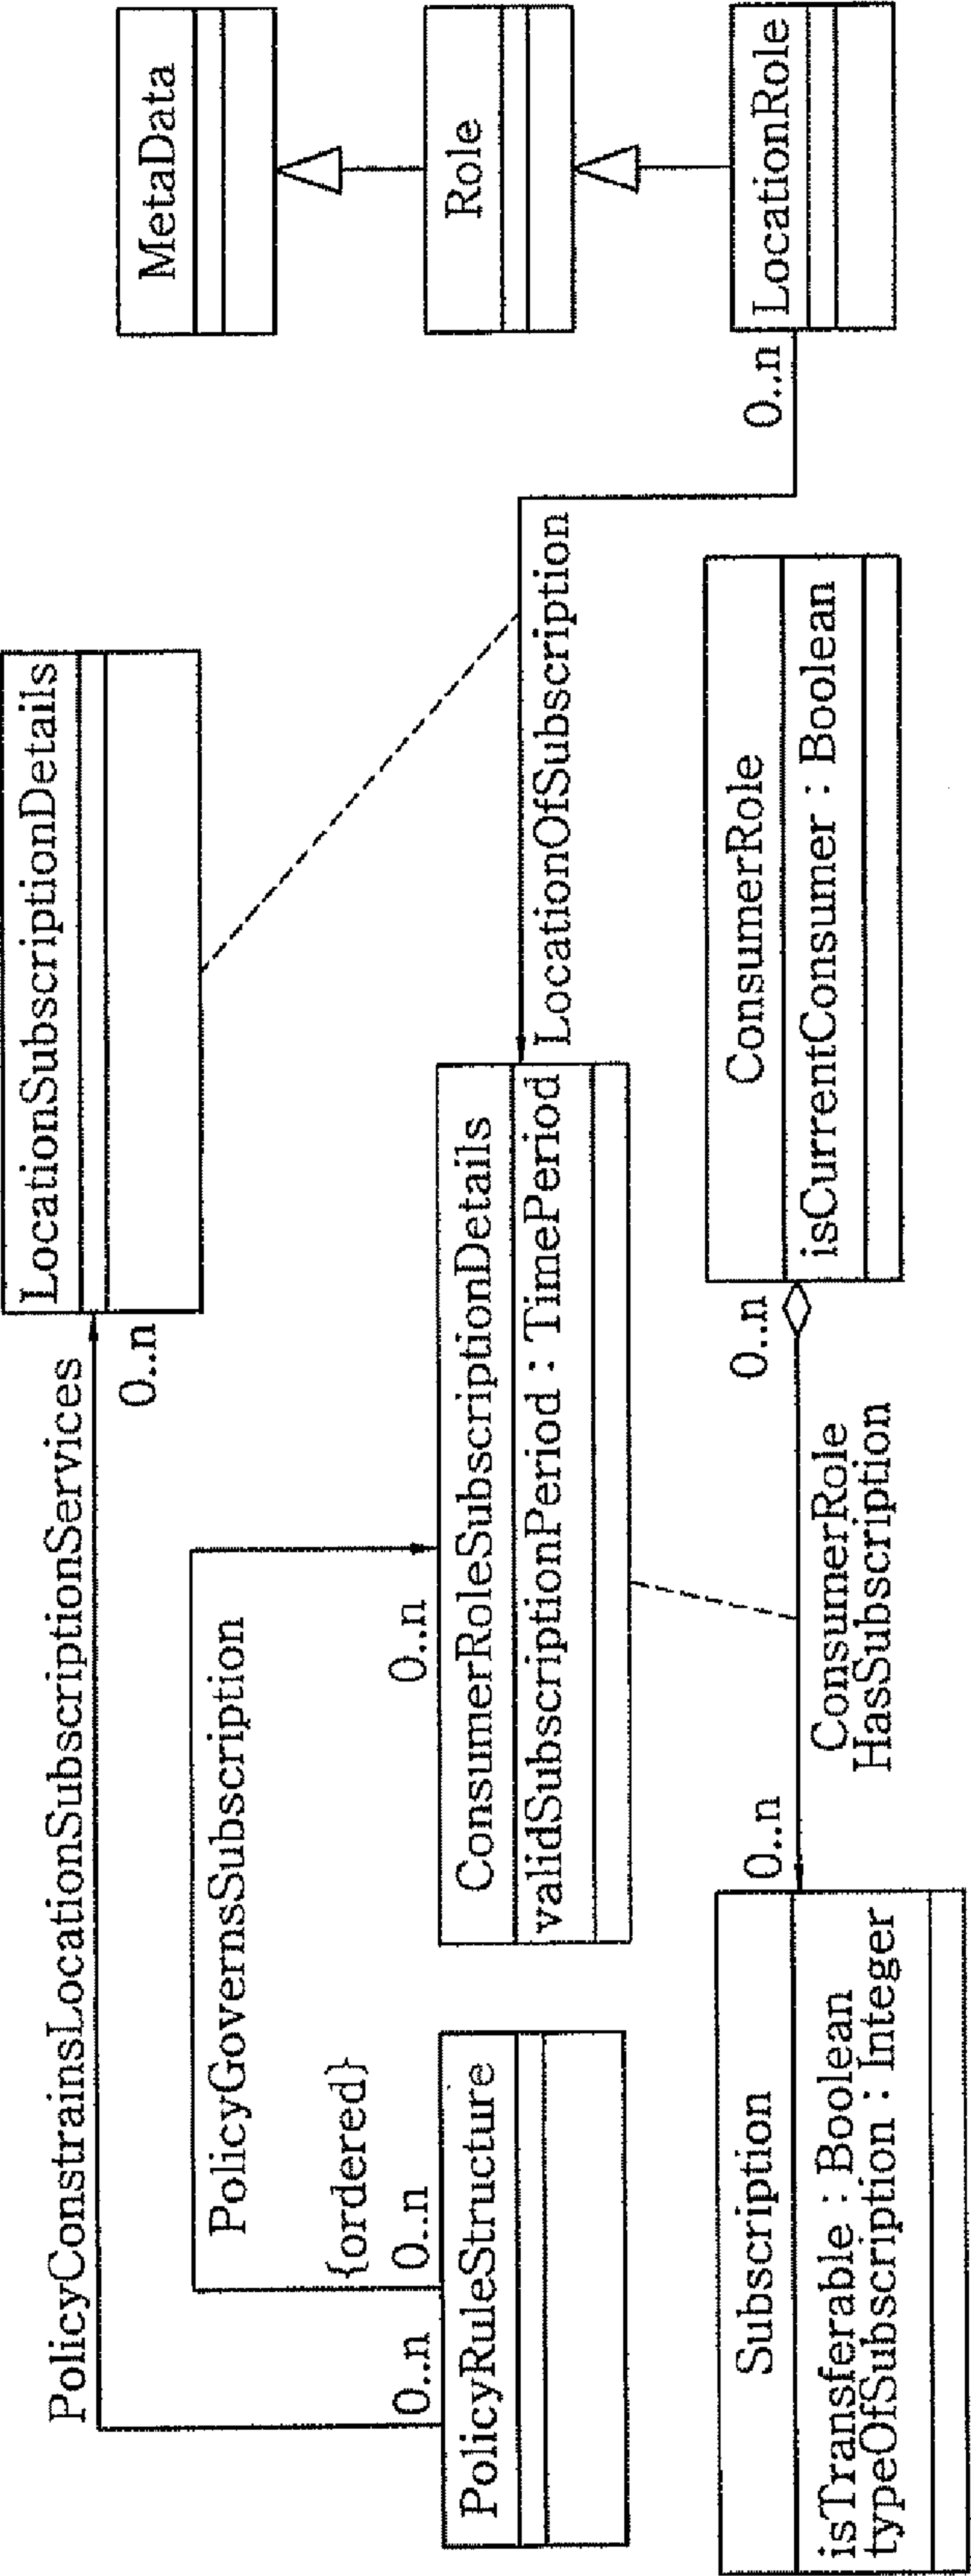 PolicyConstrainsLocationSubscriptionServices
0..n
LocationSubscriptionDetails
MetaData
PolicyGovernsSubscription
{ordered}
0..n
0..n
0..n
PolicyRuleStructure
ConsumerRoleSubscriptionDetails
validSubscriptionPeriod : TimePeriod
LocationOfSubscription
Role
Subscription
isTransferable : Boolean
typeOfSubscription : Integer
0..n
ConsumerRole
HasSubscription
0..n
ConsumerRole
isCurrentConsumer : Boolean
0..n
LocationRole